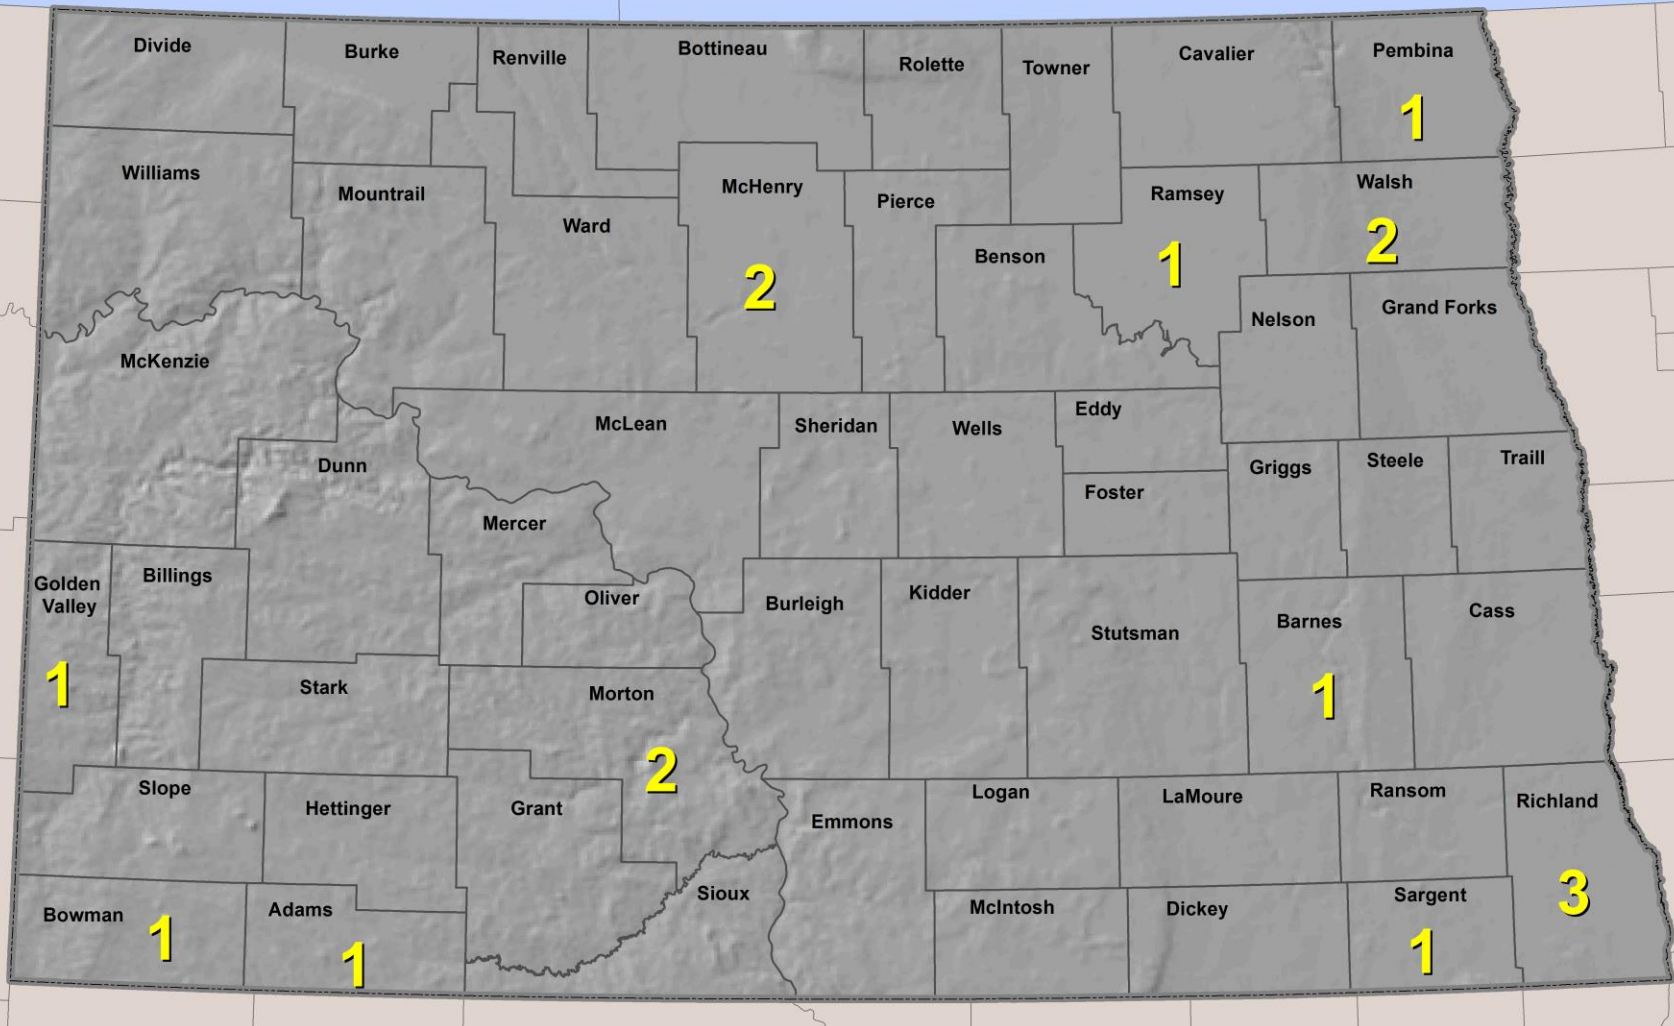 Divide
Burke
Renville
Bottineau
Rolette
Towner
Cavalier
Pembina
1
Williams
Mountrail
Ward
McHenry
2
Pierce
Benson
Ramsey
1
Walsh
2
Nelson
Grand Forks
McKenzie
Dunn
McLean
Sheridan
Wells
Eddy
Foster
Griggs
Steele
Traill
Mercer
Golden
Valley
1
Billings
Oliver
Burleigh
Kidder
Stutsman
Barnes
1
Cass
Stark
Morton
2
Slope
Hettinger
Grant
Emmons
Logan
LaMoure
Ransom
Richland
3
Bowman
1
Adams
1
Sioux
McIntosh
Dickey
Sargent
1